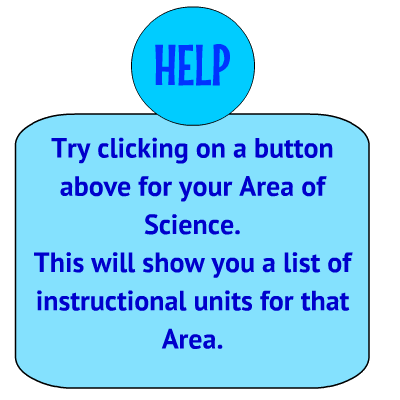 HELP
Try clicking on a button
above for your Area of
Science.
This will show you a list of
instructional units for that
Area.